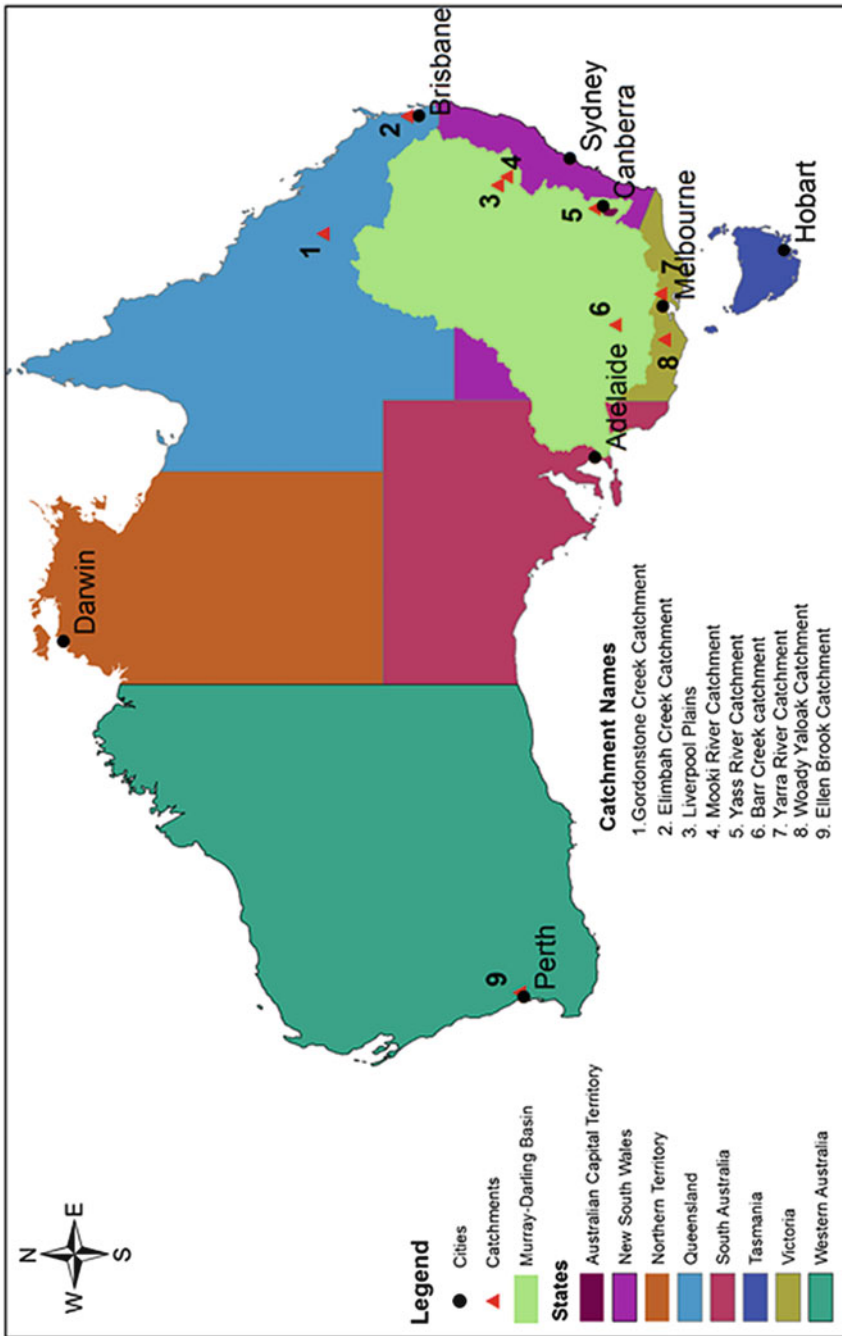 N
W E
S
Legend
Cities
Catchments
Murray-Darling Basin
States
Australian Capital Territory
New South Wales
Northern Territory
Queensland
South Australia
Tasmania
Victoria
Western Australia
Catchment Names
1.Gordonstone Creek Catchment
2. Elimbah Creek Catchment
3. Liverpool Plains
4. Mooki River Catchment
5. Yass River Catchment
6. Barr Creek catchment
7. Yarra River Catchment
8. Woady Yaloak Catchment
9. Ellen Brook Catchment
Darwin
1
2
Brisbane
3
4
Sydney
5
Canberra
6
Adelaide
7
Melbourne
8
Hobart
9
Perth